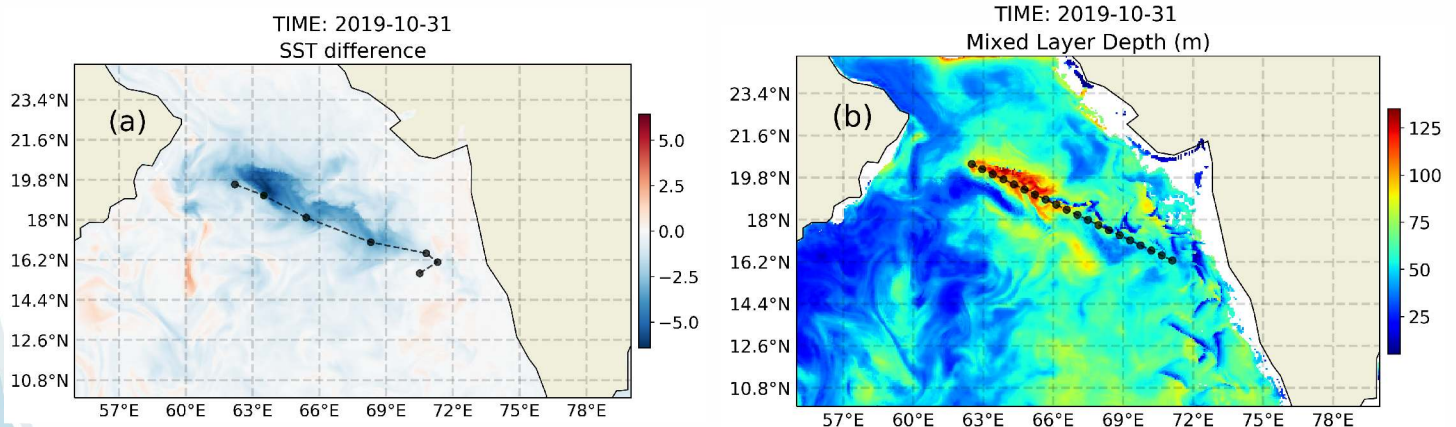 TIME: 2019-10-31
SST difference
(a)
23.4°N
21.6°N
19.8°N
18°N
16.2°N
14.4°N
12.6°N
10.8°N
57°E 60°E 63°E 66°E 69°E 72°E 75°E 78°E
5.0
2.5
0.0
−2.5
−5.0
TIME: 2019-10-31
Mixed Layer Depth (m)
(b)
23.4°N
21.6°N
19.8°N
18°N
16.2°N
14.4°N
12.6°N
10.8°N
57°E 60°E 63°E 66°E 69°E 72°E 75°E 78°E
125
100
75
50
25